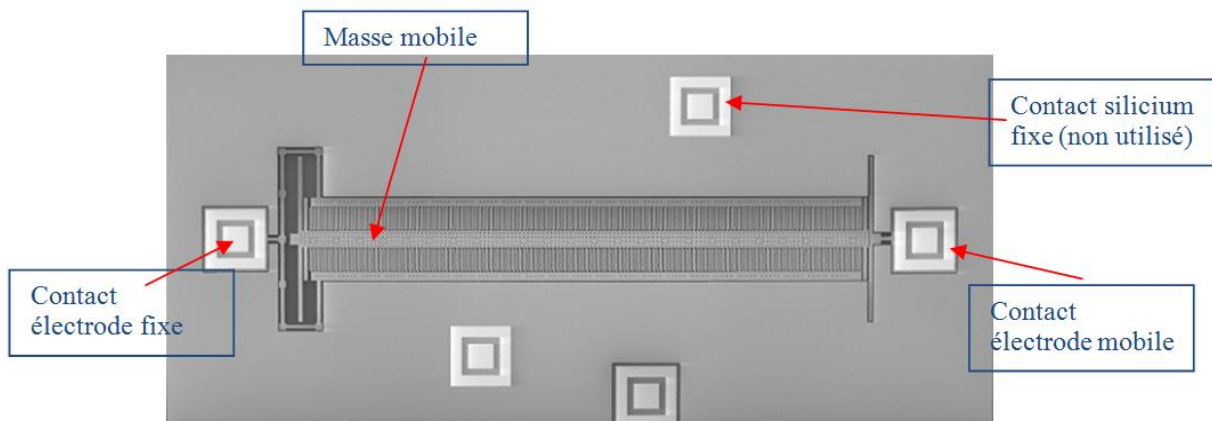 Masse mobile
Contact silicium
fixe (non utilisé)
Contact
électrode fixe
Contact
électrode mobile